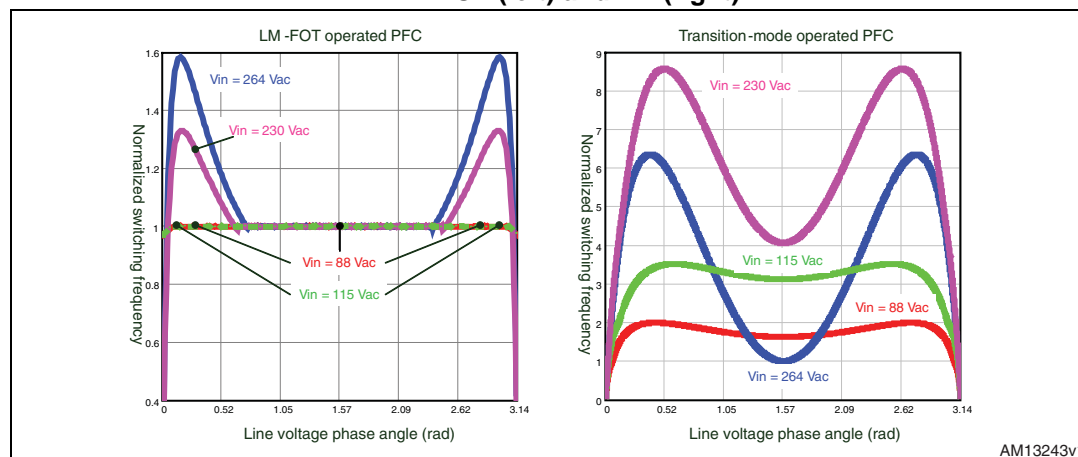 LM -FOT operated PFC
Normalized switching frequency
1.6
1.4
1.2
1
0.8
0.6
0.4
Vin = 264 Vac
Vin = 230 Vac
Vin = 88 Vac
Vin = 115 Vac
0 0.52 1.05 1.57 2.09 2.62 3.14
Line voltage phase angle (rad)
Transition-mode operated PFC
Normalized switching frequency
9
8
7
6
5
4
3
2
1
0
Vin = 230 Vac
Vin = 115 Vac
Vin = 88 Vac
Vin = 264 Vac
0 0.52 1.05 1.57 2.09 2.62 3.14
Line voltage phase angle (rad)
AM13243v